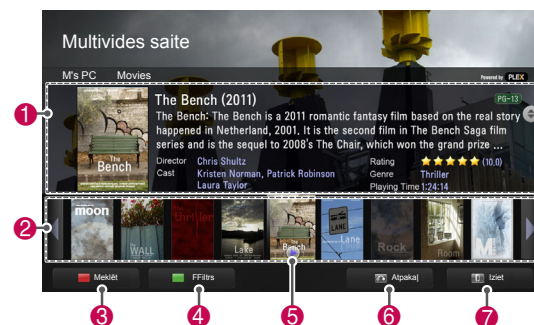 Multivides saite
M's PC Movies Powered by PLEX
The Bench (2011) PG-13
The Bench: The Bench is a 2011 romantic fantasy film based on the real story
happened in Netherland, 2001, It is the second film in The Bench Saga film
series and is the sequel to 2008's The Chair, which won the grand prize ...
Director Chris Shultz Rating (10,0)
Cast Kristen Norman, Patrick Robinson Genre Thriller
Laura Taylor Playing Time 1:24:14
The Bench
1
2
moon
The WALL
thriller
Lake
The Bench
LANE
Lane
Rock
Room
M
Meklēt FFiltrs Atpakaļ Iziet
3 4 5 6 7